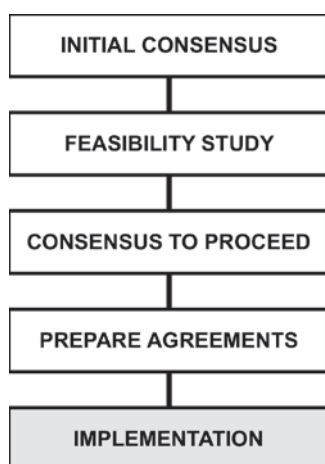 INITIAL CONSENSUS
FEASIBILITY STUDY
CONSENSUS TO PROCEED
PREPARE AGREEMENTS
IMPLEMENTATION